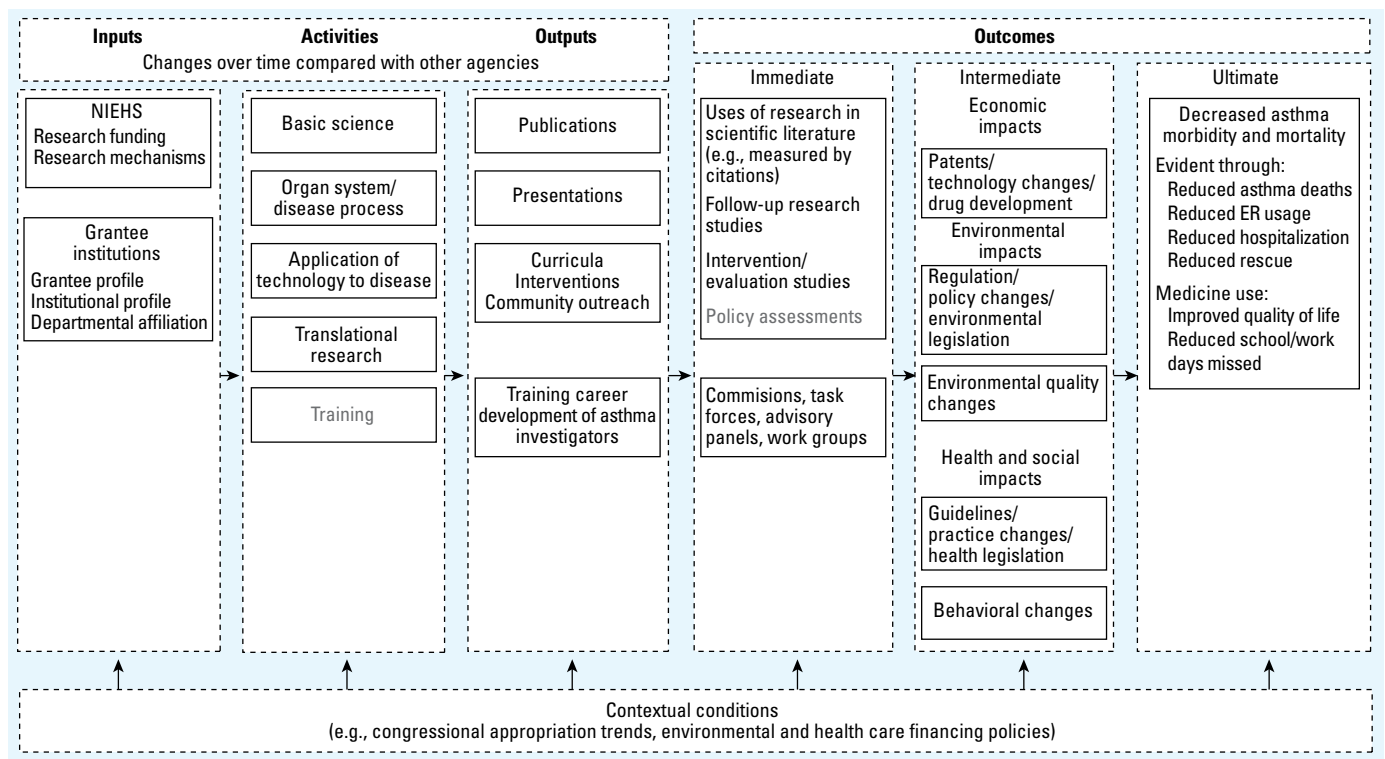 Inputs
Activities
Outputs
Changes over time compared with other agencies
Outcomes
NIEHS
Research funding
Research mechanisms
Grantee
institutions
Grantee profile
Institutional profile
Departmental affiliation
Basic science
Organ system/
disease process
Application of
technology to disease
Translational
research
Training
Publications
Presentations
Curricula
Interventions
Community outreach
Training career
development of asthma
investigators
Immediate
Uses of research in
scientific literature
(e.g., measured by
citations)
Follow-up research
studies
Intervention/
evaluation studies
Policy assessments
Commisions, task
forces, advisory
panels, work groups
Intermediate
Economic
impacts
Patents/
technology changes/
drug development
Environmental
impacts
Regulation/
policy changes/
environmental
legislation
Environmental quality
changes
Health and social
impacts
Guidelines/
practice changes/
health legislation
Behavioral changes
Ultimate
Decreased asthma
morbidity and mortality
Evident through:
Reduced asthma deaths
Reduced ER usage
Reduced hospitalization
Reduced rescue
Medicine use:
Improved quality of life
Reduced school/work
days missed
Contextual conditions
(e.g., congressional appropriation trends, environmental and health care financing policies)